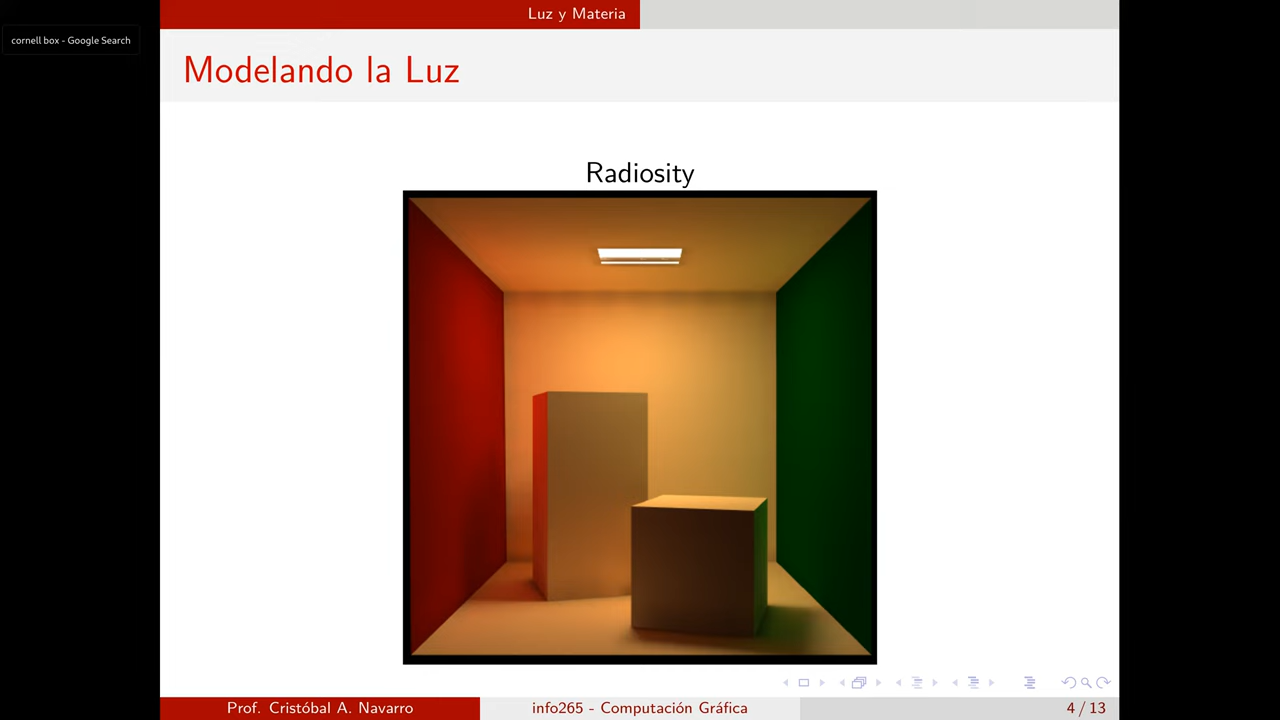 Luz y Materia
cornell box - Google Search
Modelando la Luz
Radiosity
Prof. Cristóbal A. Navarro
info265 - Computación Gráfica
4 / 13